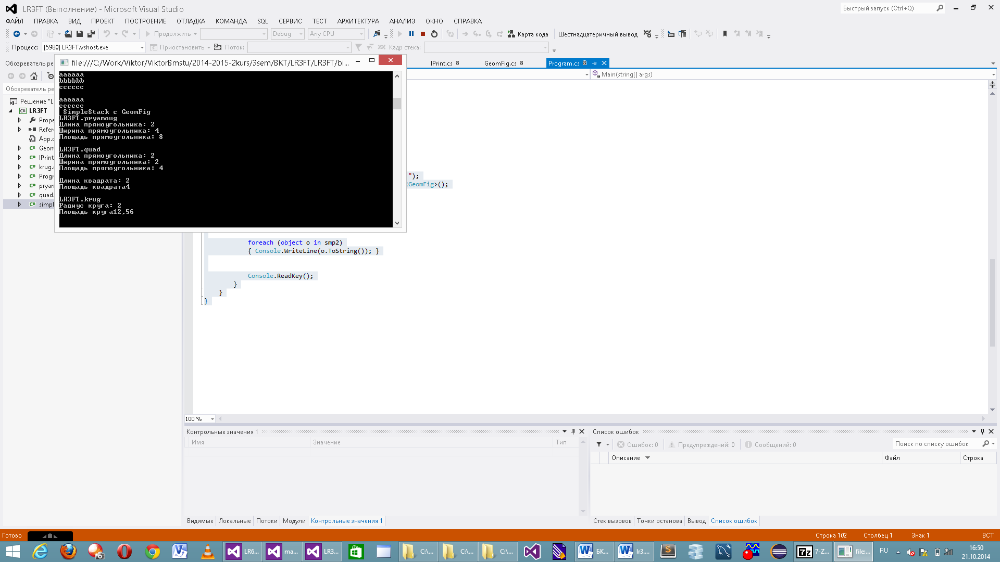 LR3FT (Выполнение) - Microsoft Visual Studio
Быстрый запуск (Ctrl+Q)
ФАЙЛ ПРАВКА ВИД ПРОЕКТ ПОСТРОЕНИЕ ОТЛАДКА КОМАНДА SQL СЕРВИС ТЕСТ АРХИТЕКТУРА АНАЛИЗ ОКНО СПРАВКА
Продолжить Debug Any CPU Карта кода Шестнадцатеричный вывод
Процесс: [5980] LR3FT.vshost.exe Приостановить Поток: Кадр стека:
Обозреватель ре
file:///C:/Work/Viktor/ViktorBmstu/2014-2015-2kurs/3sem/BKT/LR3FT/LR3FT/bi...
IPrint.cs GeomFig.cs Program.cs
Main(string[] args)
Обозреватель ре
Решение "L
LR3FT
Prope
Refere
App.c
Geom
IPrint
krug.c
Progr
pryan
quad.
simpl
aaaaaa
bbbbbb
cccccc
aaaaaa
cccccc
SimpleStack с GeomFig
LR3FT.pryamoug
Длина прямоугольника: 2
Ширина прямоугольника: 4
Площадь прямоугольника: 8
LR3FT.quad
Длина прямоугольника: 2
Ширина прямоугольника: 2
Площадь прямоугольника: 4
Длина квадрата: 2
Площадь квадрата4
LR3FT.krug
Радиус круга: 2
Площадь круга12,56
");
<GeomFig>();
foreach (object o in smp2)
{ Console.WriteLine(o.ToString()); }
Console.ReadKey();
}
}
}
100 %
Контрольные значения 1
Имя Значение Тип
Список ошибок
Ошибок: 0 Предупреждений: 0 Сообщений: 0
Поиск по списку ошибок
Описание Файл Строка
Видимые Локальные Потоки Модули Контрольные значения 1
Стек вызовов Точки останова Вывод Список ошибок
Готово Строка 102 Столбец 1 Знак 1 ВСТ
LR6... ma... LR3... C:\... C:\... C:\... БК... lr3.... 7-Z... file:... RU
16:50
21.10.2014